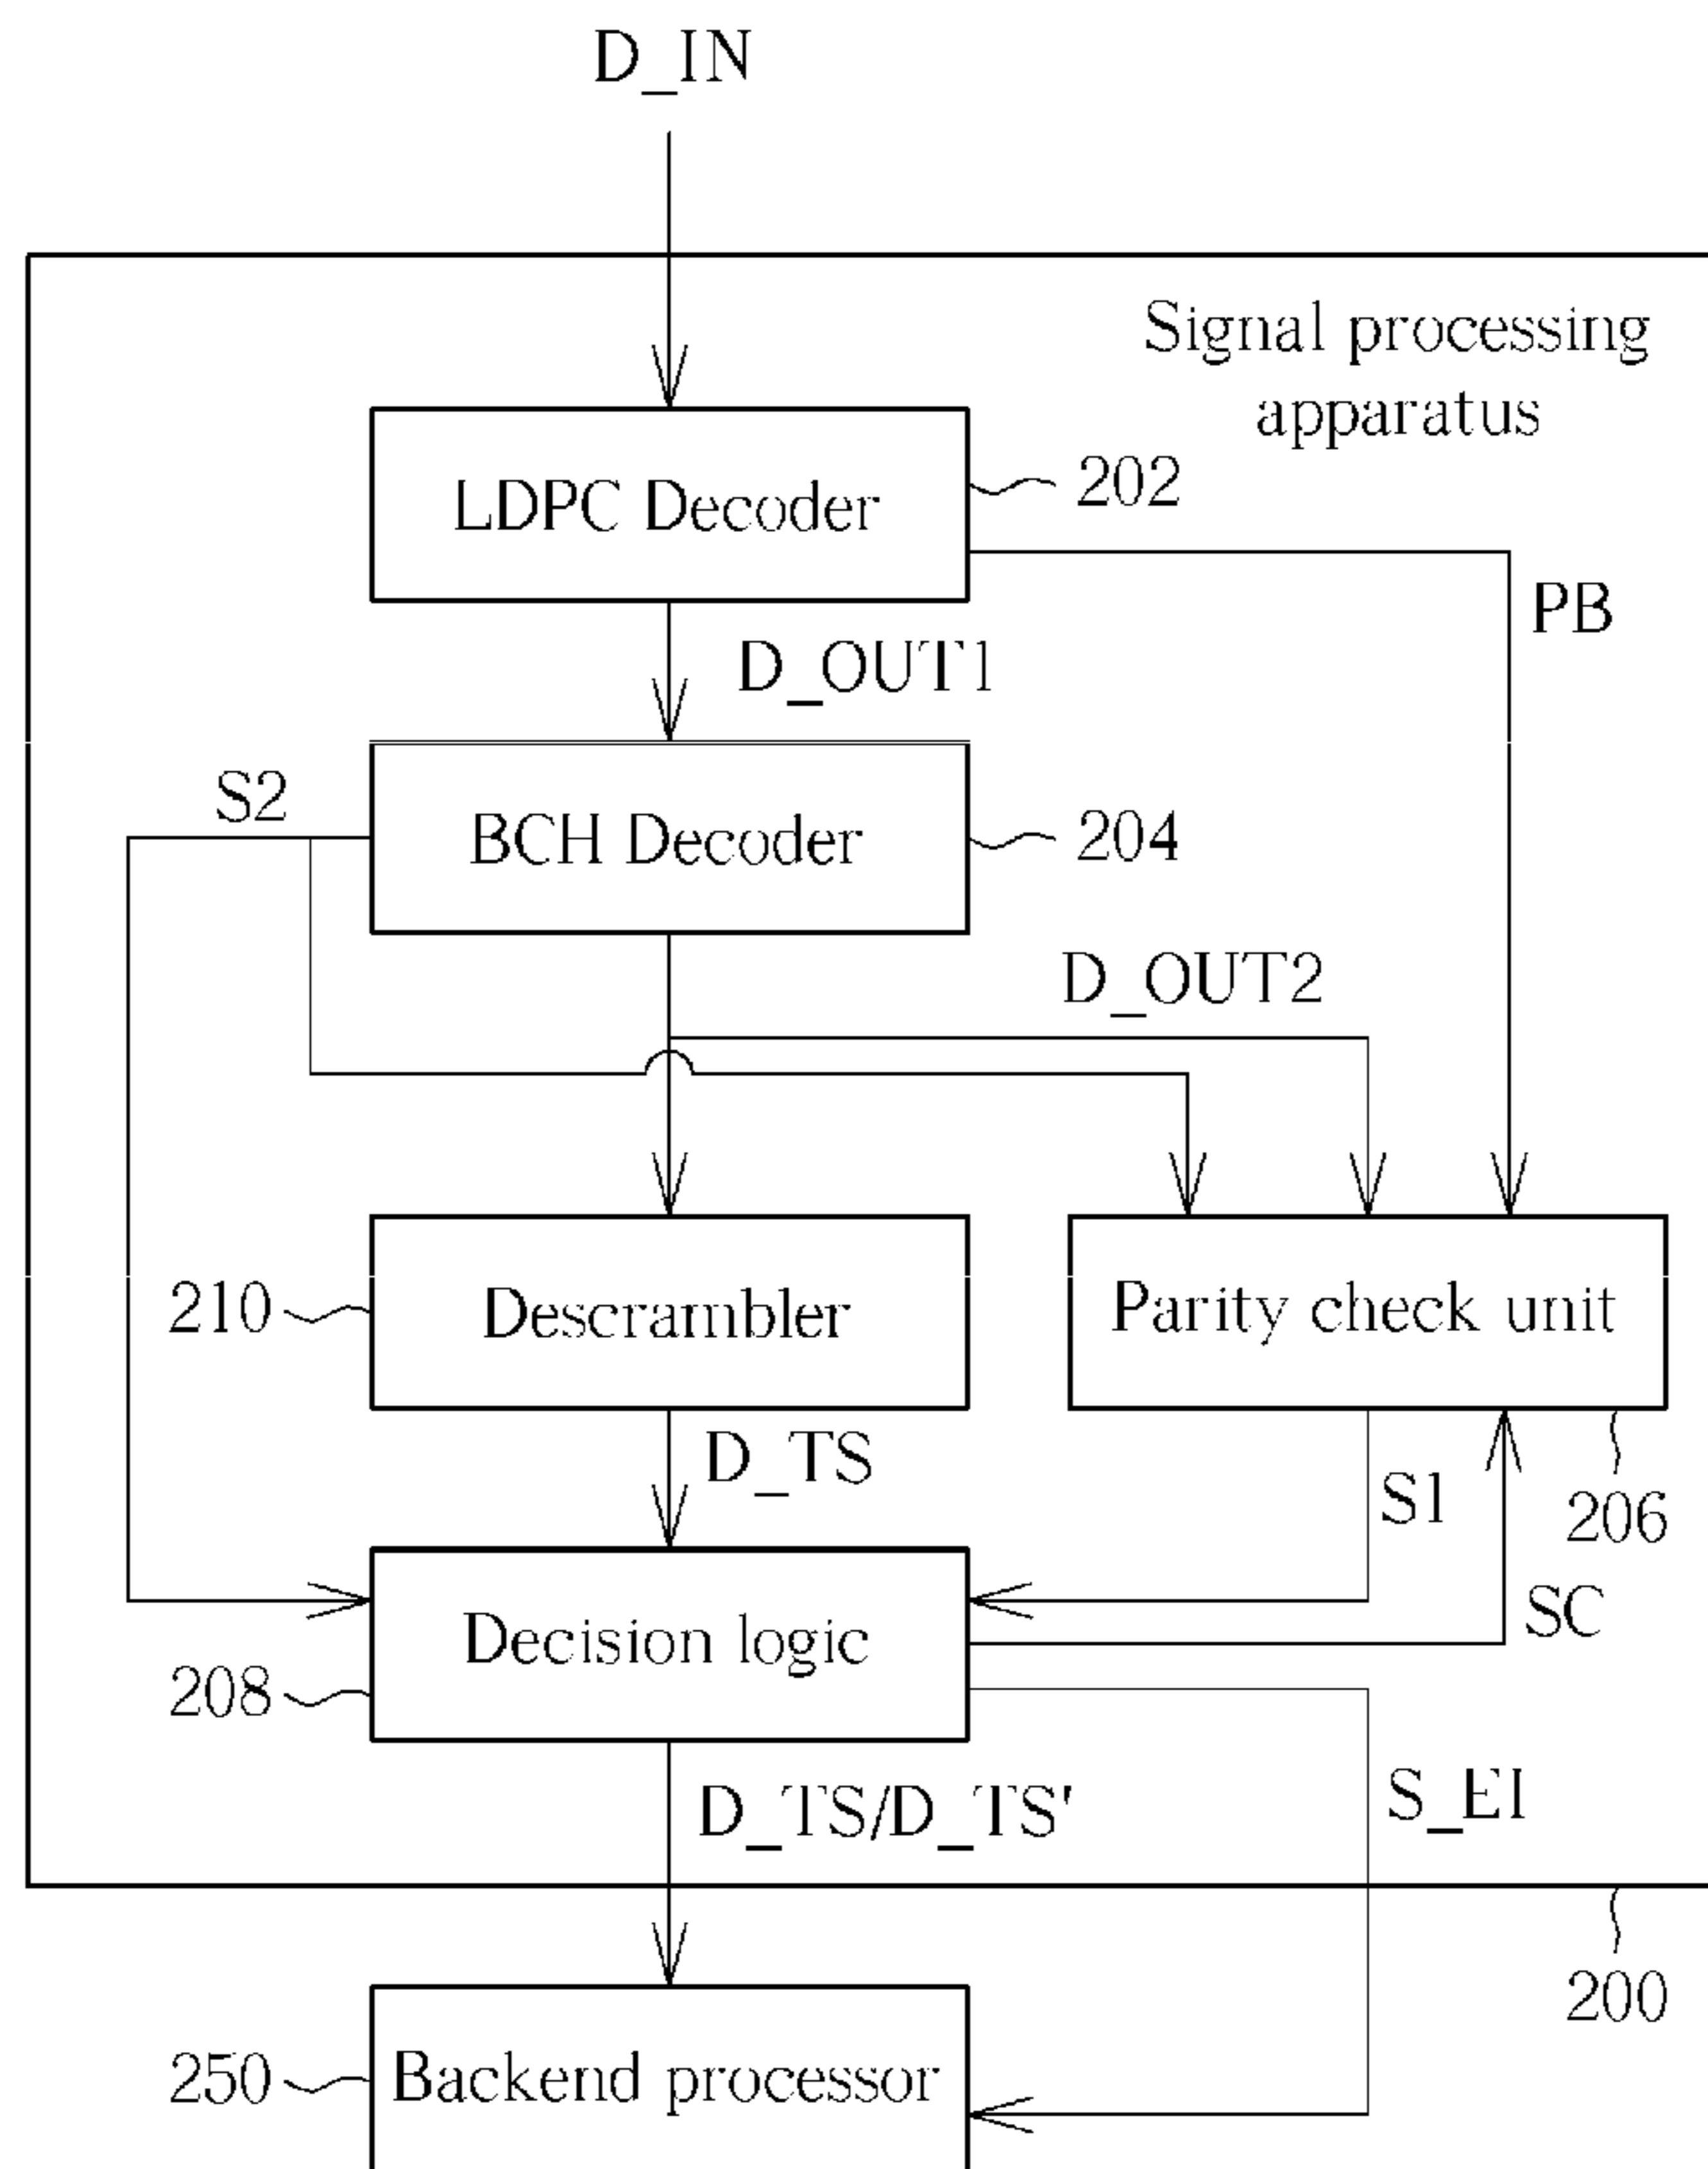 D_IN
Signal processing
apparatus
LDPC Decoder
202
PB
D_OUT1
S2
BCH Decoder
204
D_OUT2
210
Descrambler
Parity check unit
D_TS
S1
206
SC
Decision logic
208
D_TS/D_TS'
S_EI
200
250
Backend processor